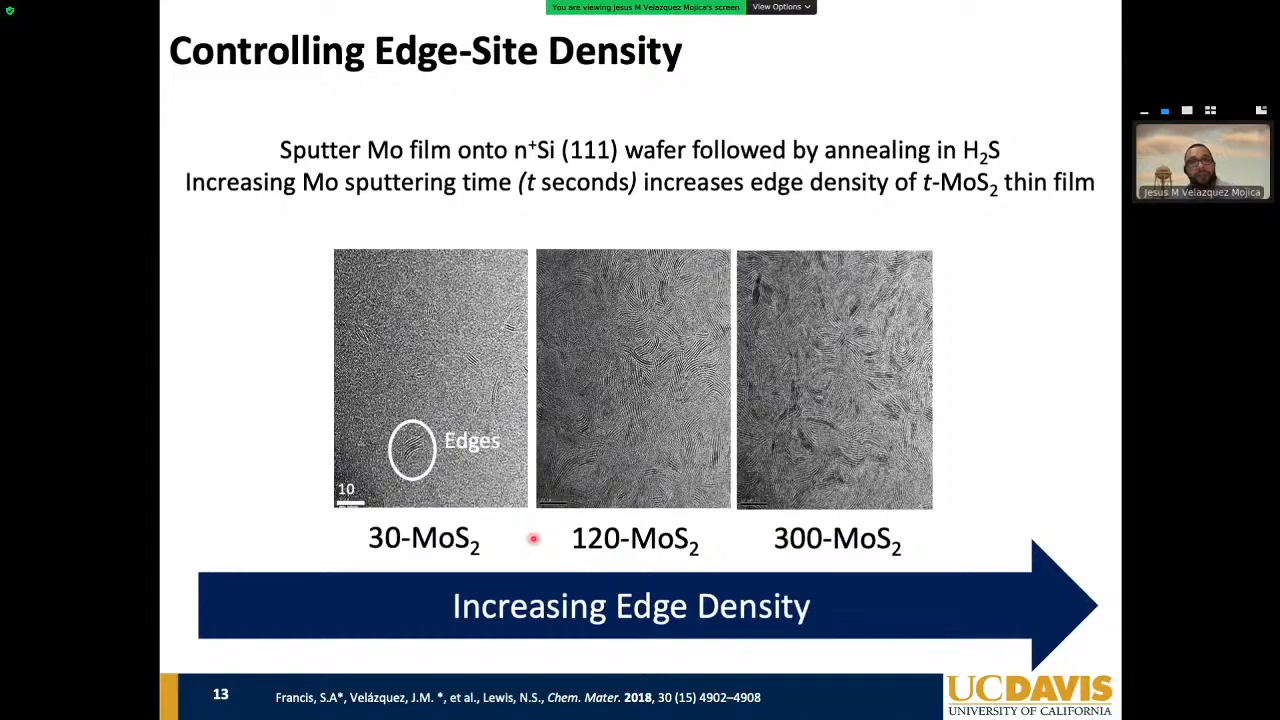 You are viewing Jesus M Velazquez Mojica's screen
View Options
Controlling Edge-Site Density
Sputter Mo film onto n⁺Si (111) wafer followed by annealing in H₂S
Increasing Mo sputtering time (t seconds) increases edge density of t-MoS₂ thin film
Jesus M Velazquez Mojica
Edges
10
30-MoS₂
120-MoS₂
300-MoS₂
Increasing Edge Density
13
Francis, S.A*, Velázquez, J.M. *, et al., Lewis, N.S., Chem. Mater. 2018, 30 (15) 4902–4908
UCDAVIS
UNIVERSITY OF CALIFORNIA